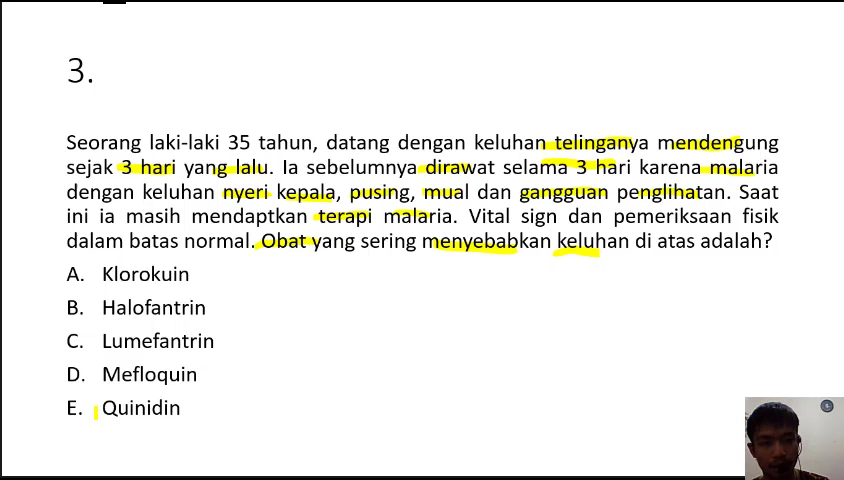 3.
Seorang laki-laki 35 tahun, datang dengan keluhan telinganya mendengung
sejak 3 hari yang lalu. Ia sebelumnya dirawat selama 3 hari karena malaria
dengan keluhan nyeri kepala, pusing, mual dan gangguan penglihatan. Saat
ini ia masih mendaptkan terapi malaria. Vital sign dan pemeriksaan fisik
dalam batas normal. Obat yang sering menyebabkan keluhan di atas adalah?
A. Klorokuin
B. Halofantrin
C. Lumefantrin
D. Mefloquin
E. Quinidin